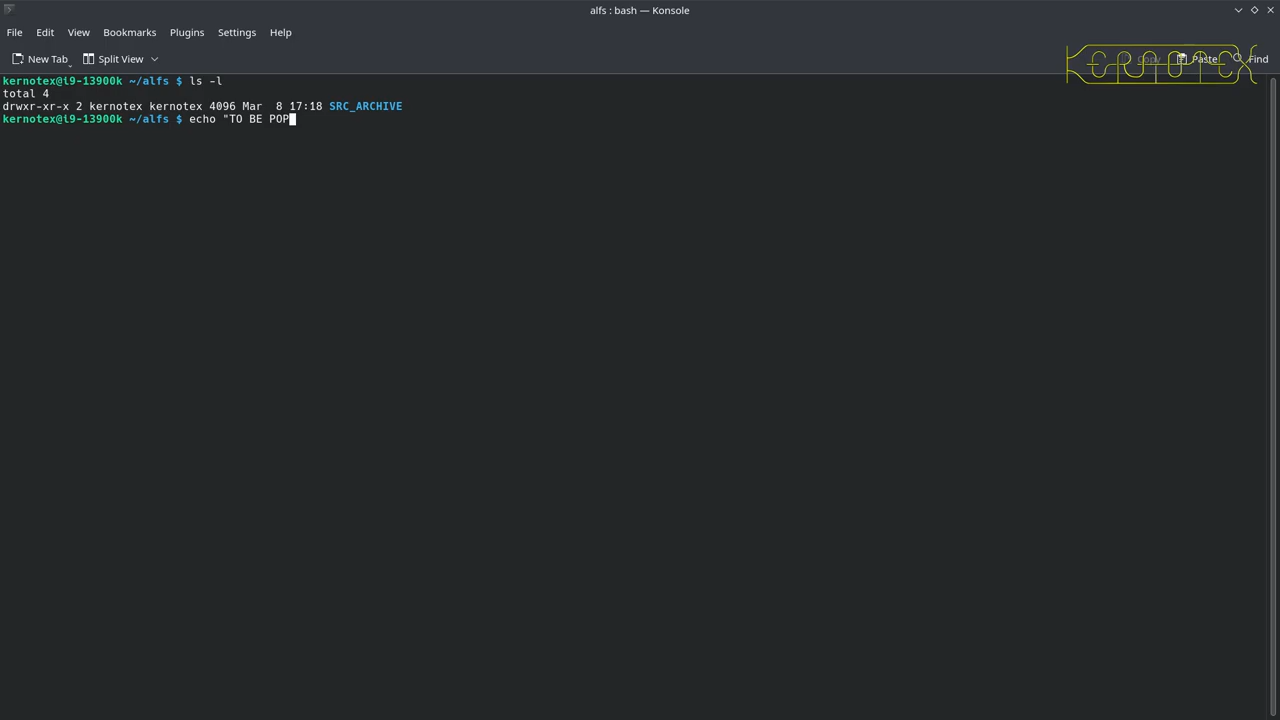 alfs : bash — Konsole
File Edit View Bookmarks Plugins Settings Help
New Tab Split View Copy Paste Find
KERNOTEX
kernotex@i9-13900k ~/alfs $ ls -l
total 4
drwxr-xr-x 2 kernotex kernotex 4096 Mar  8 17:18 SRC_ARCHIVE
kernotex@i9-13900k ~/alfs $ echo "TO BE POP